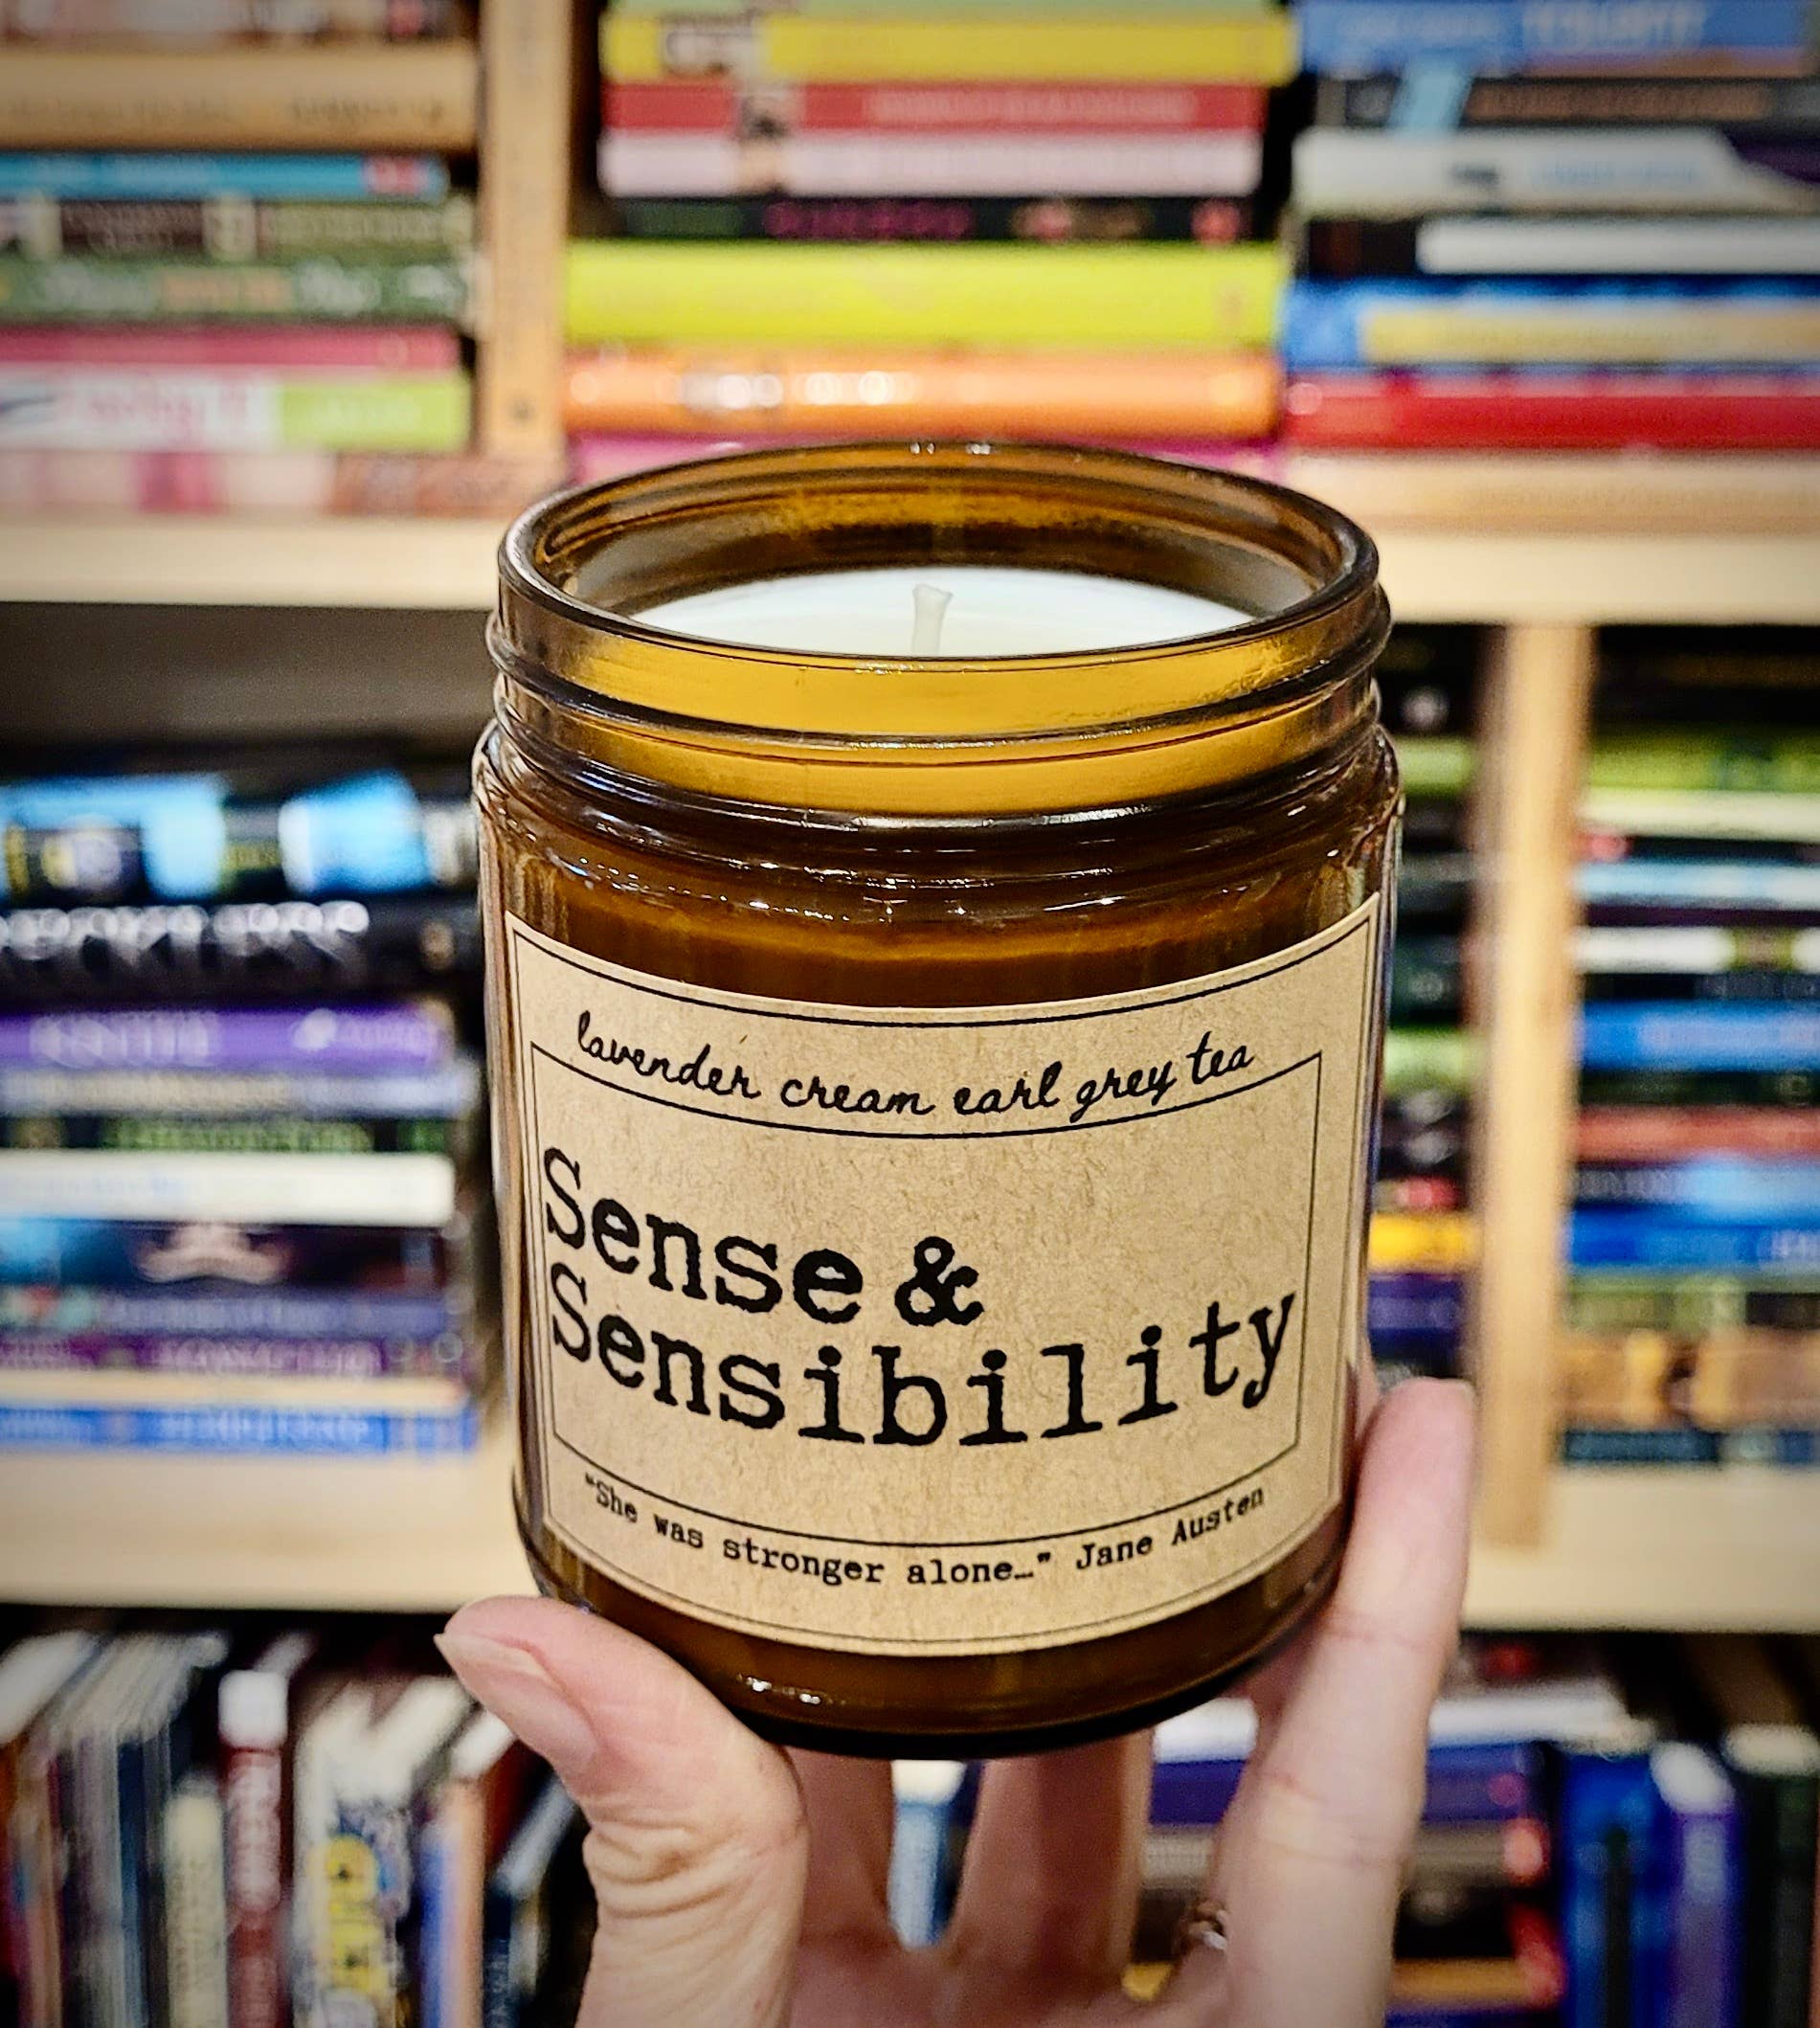 lavender cream earl grey tea
Sense &
Sensibility
"She was stronger alone…" Jane Austen